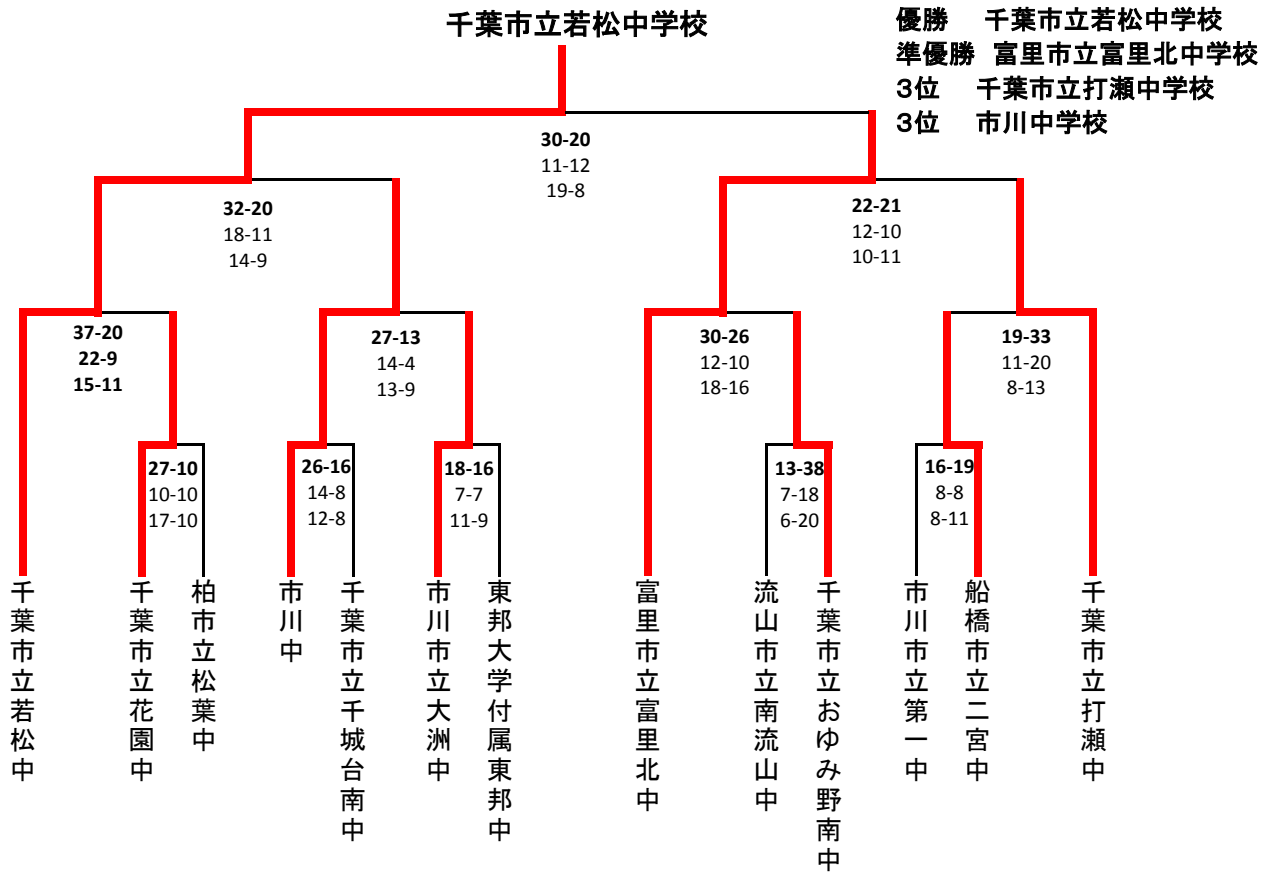 千葉市立若松中学校
優勝 千葉市立若松中学校
準優勝 富里市立富里北中学校
3位 千葉市立打瀬中学校
3位 市川中学校
30-20
11-12
19-8
32-20
18-11
14-9
22-21
12-10
10-11
37-20
22-9
15-11
27-13
14-4
13-9
30-26
12-10
18-16
19-33
11-20
8-13
27-10
10-10
17-10
26-16
14-8
12-8
18-16
7-7
11-9
13-38
7-18
6-20
16-19
8-8
8-11
千葉市立若松中
千葉市立花園中
柏市立松葉中
市川中
千葉市立千城台南中
市川市立大洲中
東邦大学付属東邦中
富里市立富里北中
流山市立南流山中
千葉市立おゆみ野南中
市川市立第一中
船橋市立二宮中
千葉市立打瀬中